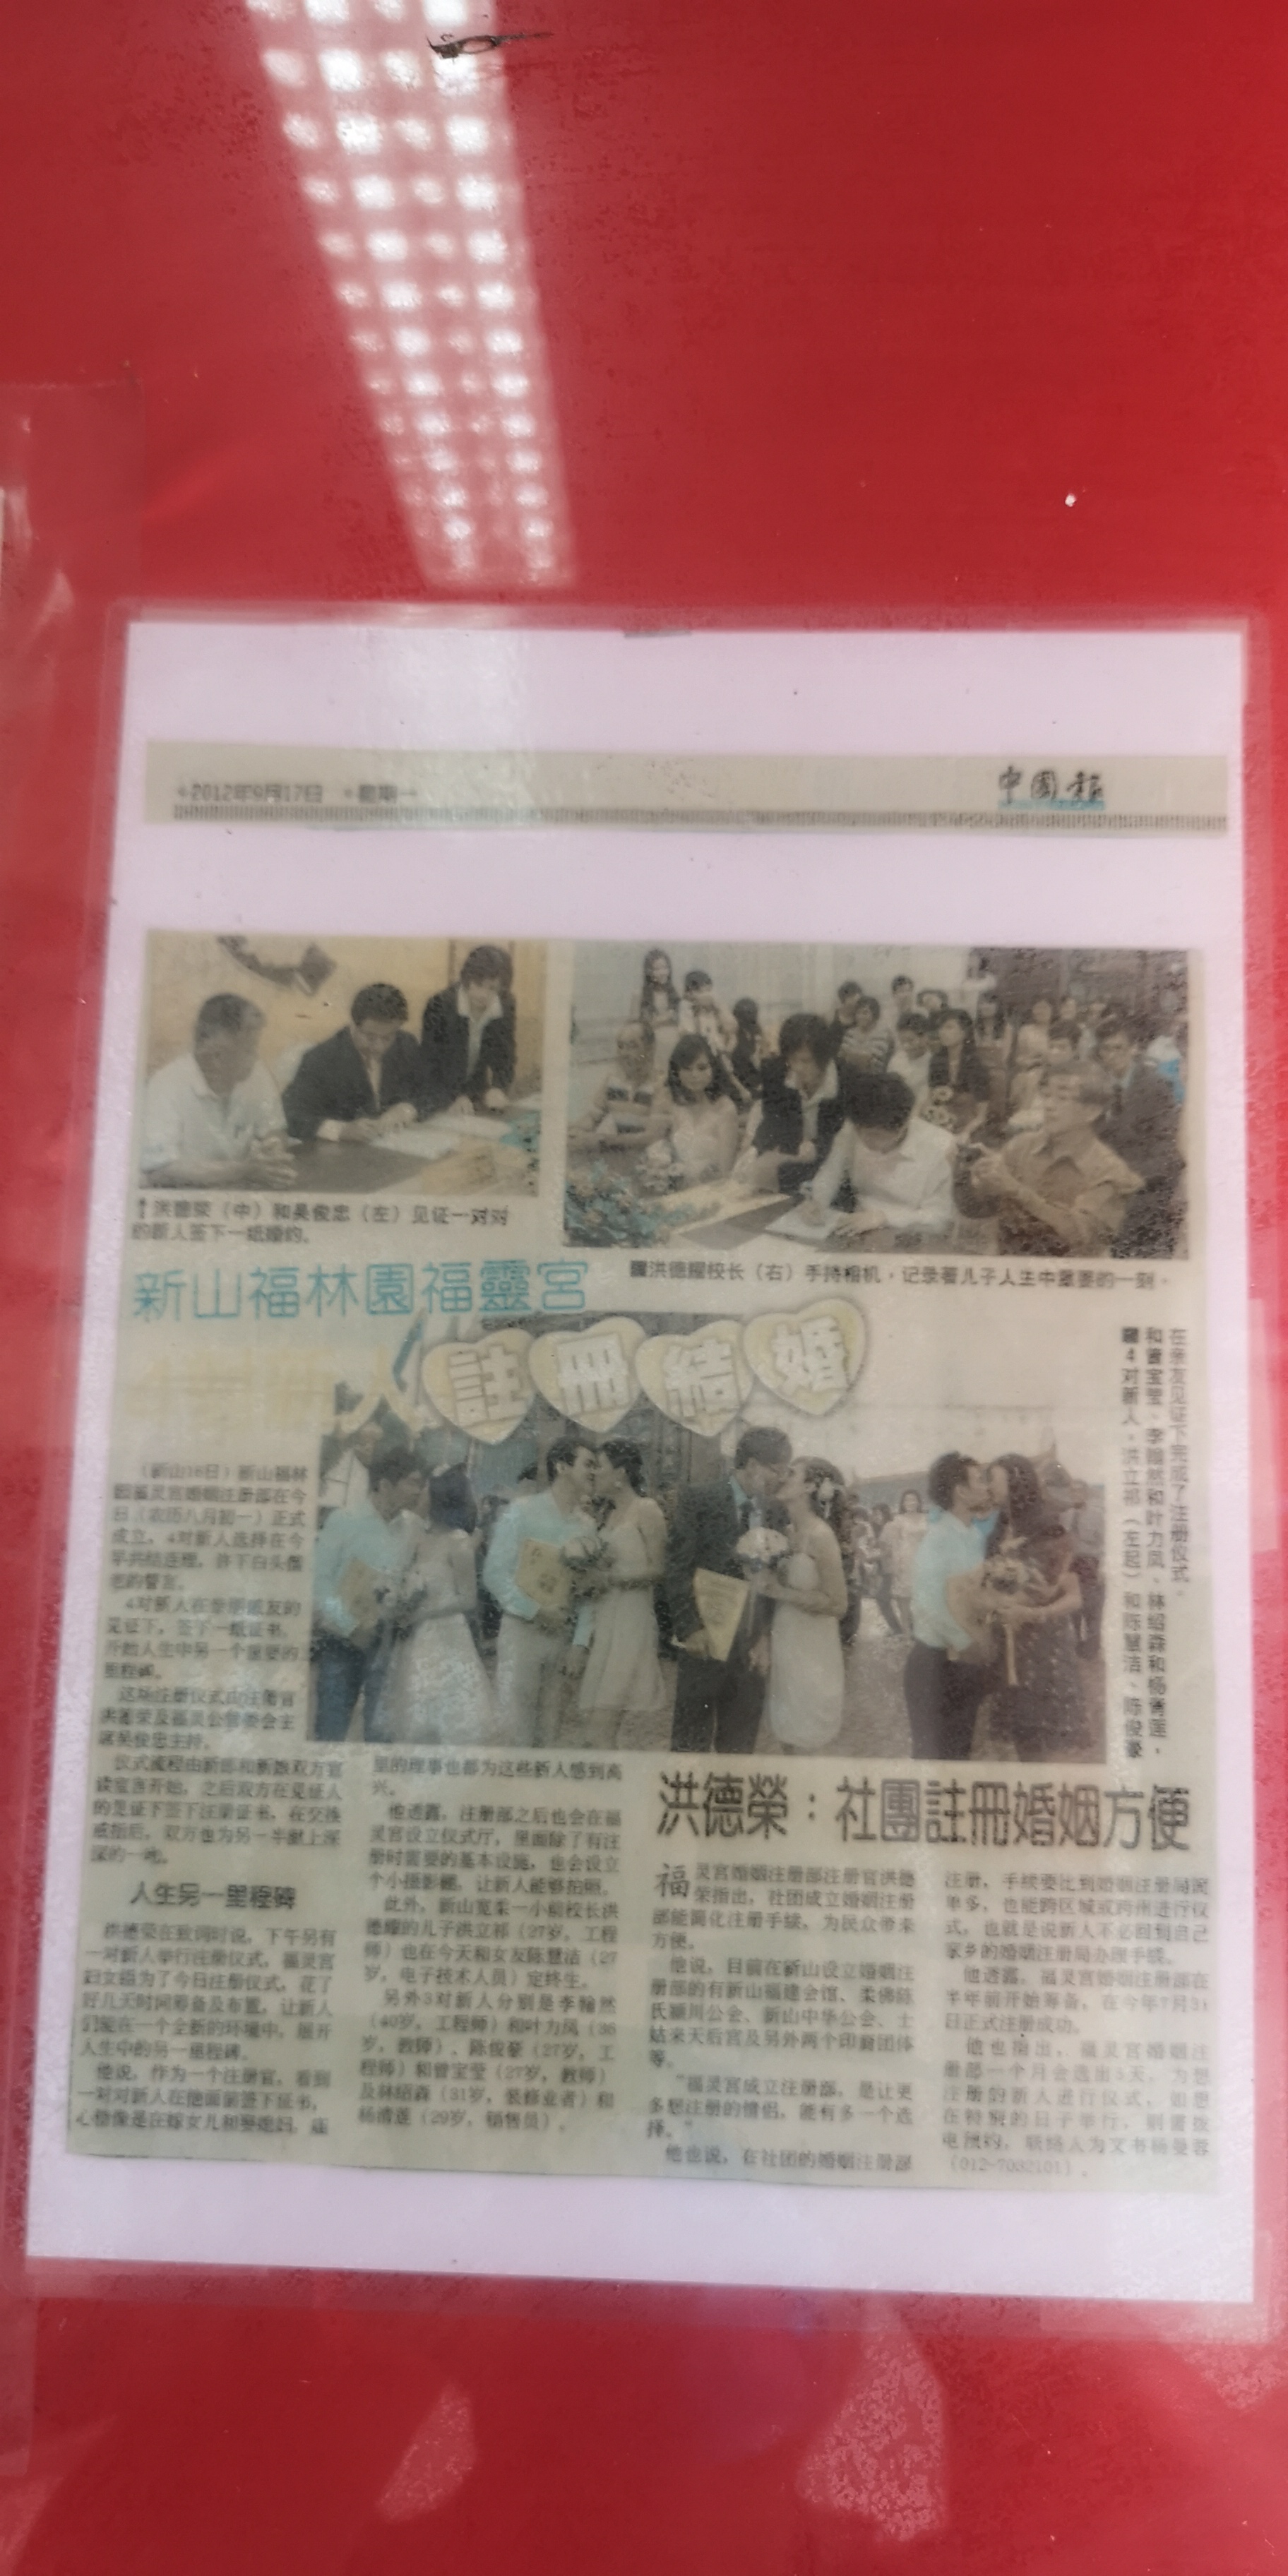 2012年9月17日 星期一
中國報
洪德荣（中）和吴俊忠（左）见证一对对
的新人签下一纸婚约。
洪德耀校长（右）手持相机，记录着儿子人生中重要的一刻。
新山福林園福靈宮
人註冊結婚
4对新人，洪立祁（左起）和陈慧洁、陈俊豪
和曾宝莹、李翰然和叶力凤、林绍森和杨清莲，
在亲友见证下完成了注册仪式。
（新山16日）新山福林
园福灵宫婚姻注册部在今
日（农历八月初一）正式
成立，4对新人选择在今
早共结连理，许下白头偕
老的誓言。
4对新人在亲朋戚友的
见证下，签下一纸证书，
开始人生中另一个重要的
里程碑。
这场注册仪式由注册官
洪德荣及福灵宫管委会主
席吴俊忠主持。
仪式流程由新郎和新娘双方宣
读宣言开始，之后双方在见证人
的见证下签下注册证书，在交换
戒指后，双方也为另一半献上深
深的一吻。
人生另一里程碑
洪德荣在致词时说，下午另有
一对新人举行注册仪式，福灵宫
妇女组为了今日注册仪式，花了
好几天时间筹备及布置，让新人
们能在一个全新的环境中，展开
人生中的另一里程碑。
他说，作为一个注册官，看到
一对对新人在他面前签下证书，
心情像是在嫁女儿和娶媳妇，庙
里的理事也都为这些新人感到高
兴。
他透露，注册部之后也会在福
灵宫设立仪式厅，里面除了有注
册时需要的基本设施，也会设立
个小摄影棚，让新人能够拍照。
此外，新山宽柔一小前校长洪
德耀的儿子洪立祁（27岁，工程
师）也在今天和女友陈慧洁（27
岁，电子技术人员）定终生。
另外3对新人分别是李翰然
（40岁，工程师）和叶力凤（36
岁，教师）、陈俊豪（27岁，工
程师）和曾宝莹（27岁，教师）
及林绍森（31岁，装修业者）和
杨清莲（29岁，销售员）。
洪德榮：社團註冊婚姻方便
福灵宫婚姻注册部注册官洪德
荣指出，社团成立婚姻注册
部能简化注册手续，为民众带来
方便。
他说，目前在新山设立婚姻注
册部的有新山福建会馆、柔佛陈
氏颍川公会、新山中华公会、士
姑来天后宫及另外两个印裔团体
等。
“福灵宫成立注册部，是让更
多想注册的情侣，能有多一个选
择。”
他也说，在社团的婚姻注册部
注册，手续要比到婚姻注册局简
单多，也能跨区域或跨州进行仪
式，也就是说新人不必回到自己
家乡的婚姻注册局办理手续。
他透露，福灵宫婚姻注册部在
半年前开始筹备，在今年7月31
日正式注册成功。
他也指出，福灵宫婚姻注
册部一个月会选出5天，为想
注册的新人进行仪式，如想
在特别的日子举行，则需拨
电预约，联络人为文书杨曼蓉
（012-7032101）。